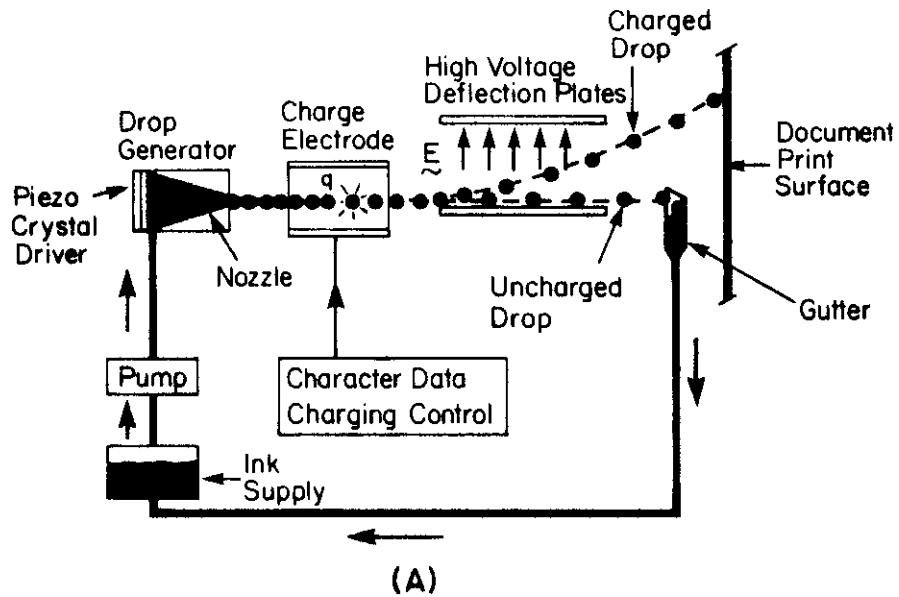 Charged
Drop
High Voltage
Deflection Plates
Charge
Electrode
Drop
Generator
E
~
q
Document
Print
Surface
Piezo
Crystal
Driver
Nozzle
Uncharged
Drop
Gutter
Pump
Character Data
Charging Control
Ink
Supply
(A)